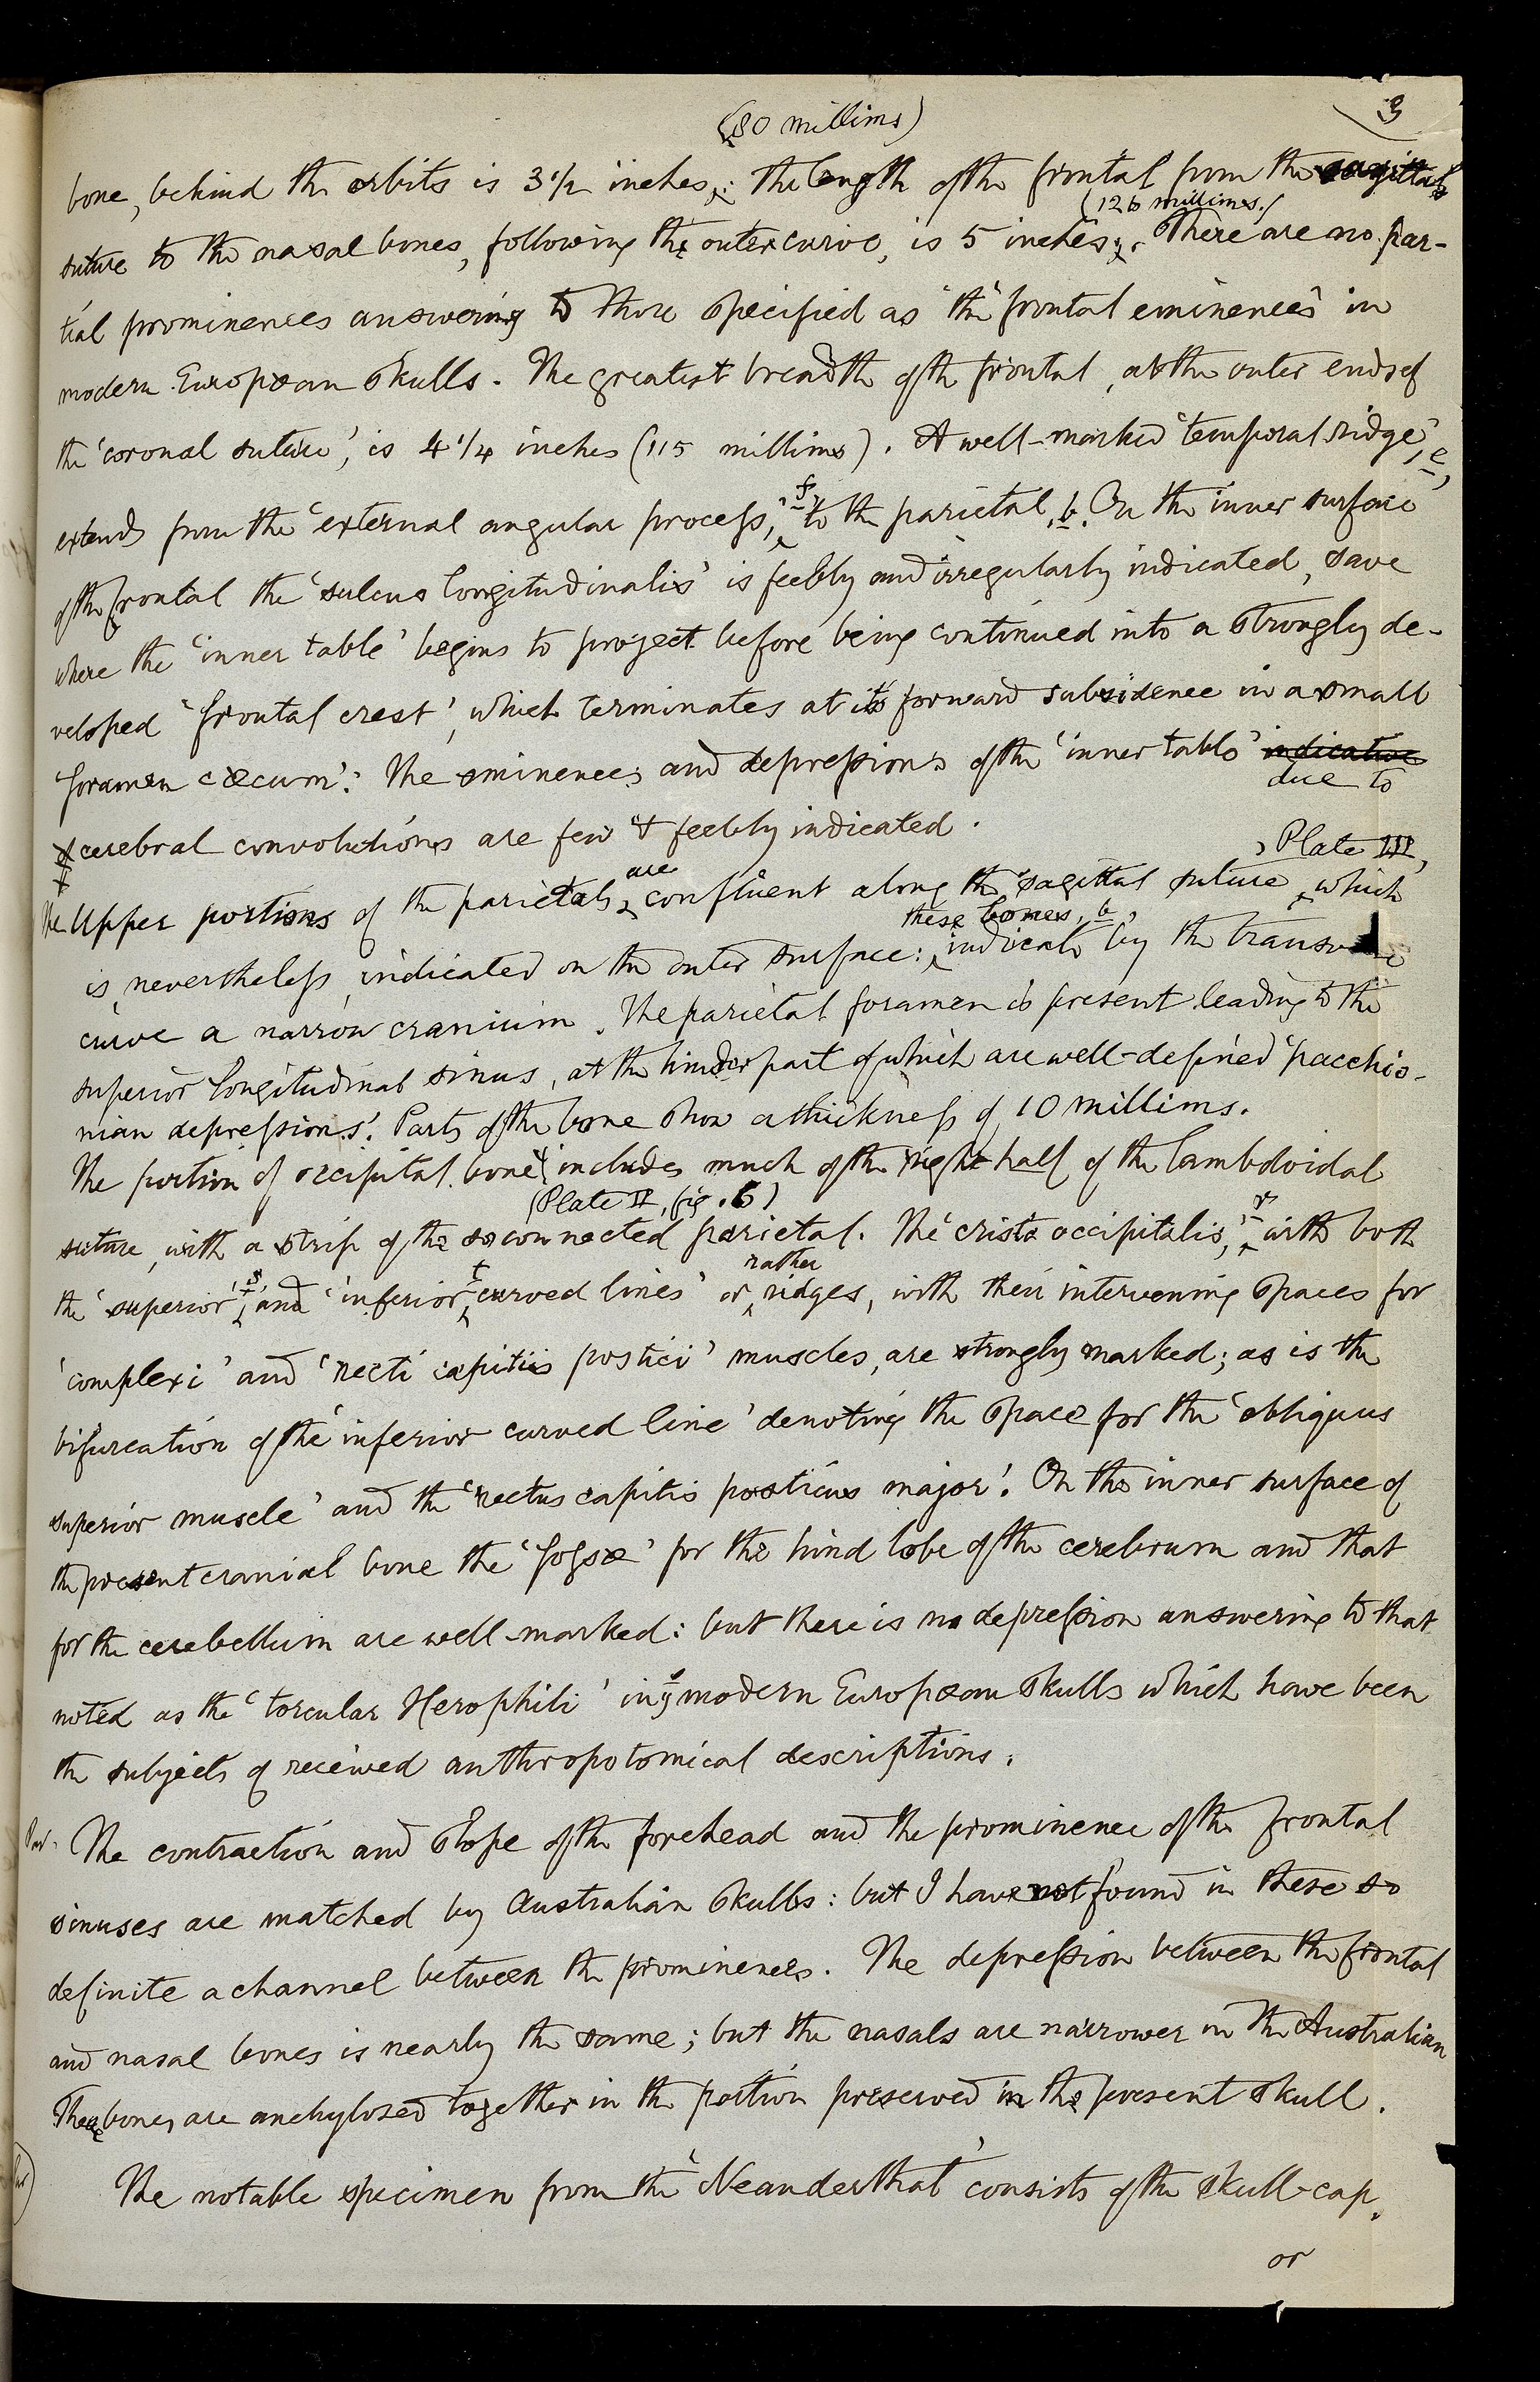 3
(80 millims)
bone, behind the orbits is 3 1/2 inches; the length of the frontal from the sagittal
(126 millims.)
suture to the nasal bones, following the outer curve, is 5 inches. There are no par-
tial prominences answering to those specified as 'the frontal eminences' in
modern European Skulls. The greatest breadth of the frontal, at the outer ends of
the 'coronal suture', is 4 1/4 inches (115 millims). A well-marked 'temporal ridge', e,
f,
extends from the 'external angular process,' to the parietal, b. On the inner surface
of the frontal the 'sulcus longitudinalis' is feebly and irregularly indicated, save
where the 'inner table' begins to project before being continued into a strongly de-
veloped 'frontal crest', which terminates at its forward subsidence in a small
'foramen cæcum'. The eminences and depressions of the 'inner table' indicative
due to
cerebral convolutions are few & feebly indicated.
, Plate III,
are
The Upper portions of the parietals, confluent along the 'sagittal suture', which
these bones, b,
is, nevertheless, indicated on the outer surface: indicate by the transverse
curve a narrow cranium. The parietal foramen is present leading to the
superior longitudinal sinus, at the hinder part of which are well-defined 'pacchio-
nian depressions'. Parts of the bone show a thickness of 10 millims.
The portion of occipital bone includes much of the right half of the lambdoidal
(Plate II, fig. 6)
suture, with a strip of the so connected parietal. The 'crista occipitalis,' r, with both
rather
the 'superior', s, and 'inferior, t, curved lines' or ridges, with their intervening spaces for
'complexi' and 'recti capitis postici' muscles, are strongly marked; as is the
bifurcation of the 'inferior curved line' denoting the space for the 'obliquus
superior muscle' and the 'rectus capitis posticus major'. On the inner surface of
the present cranial bone the 'fossæ' for the hind lobe of the cerebrum and that
for the cerebellum are well-marked: but there is no depression answering to that
noted as the 'torcular Herophili' in modern European Skulls which have been
the subjects of received anthropotomical descriptions.
Par. The contraction and slope of the forehead and the prominence of the frontal
sinuses are matched by Australian Skulls: but I have not found in these so
definite a channel between the prominences. The depression between the frontal
and nasal bones is nearly the same; but the nasals are narrower in the Australian
These bones are anchylosed together in the portion preserved in the present Skull.
The notable specimen from the 'Neanderthal' consists of the skull-cap,
or